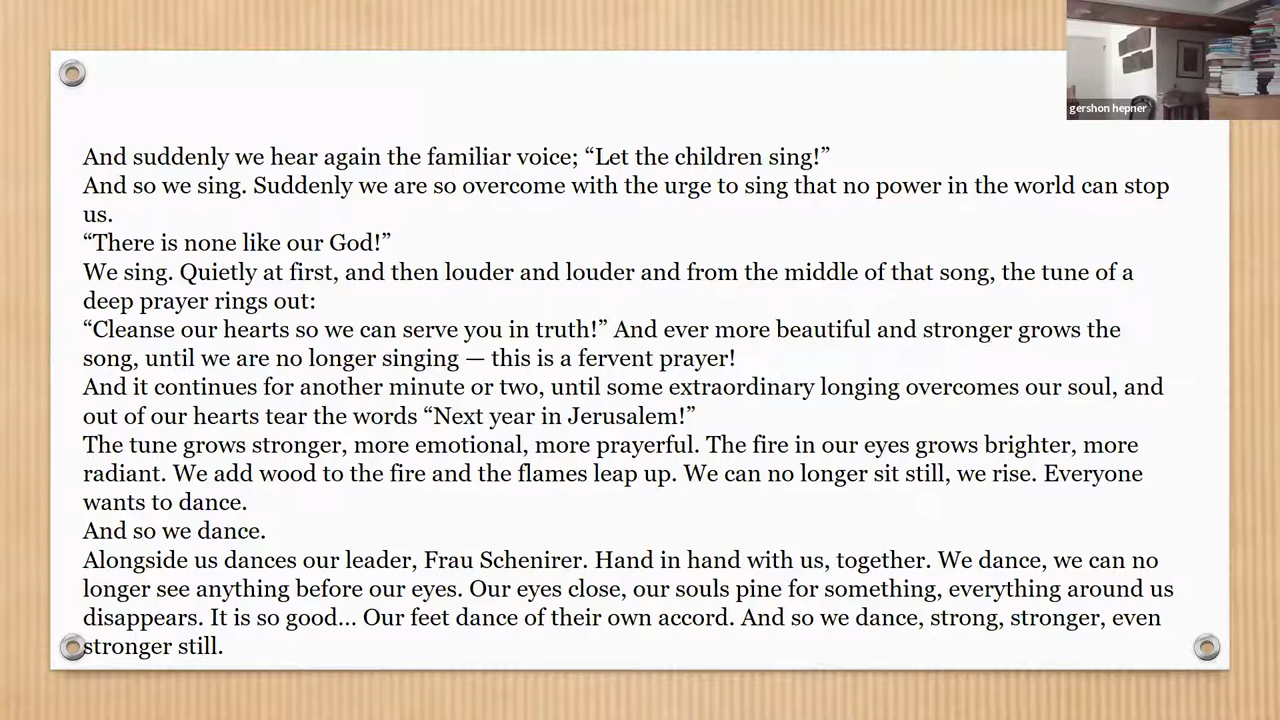 gershon hepner
And suddenly we hear again the familiar voice; “Let the children sing!”
And so we sing. Suddenly we are so overcome with the urge to sing that no power in the world can stop
us.
“There is none like our God!”
We sing. Quietly at first, and then louder and louder and from the middle of that song, the tune of a
deep prayer rings out:
“Cleanse our hearts so we can serve you in truth!” And ever more beautiful and stronger grows the
song, until we are no longer singing — this is a fervent prayer!
And it continues for another minute or two, until some extraordinary longing overcomes our soul, and
out of our hearts tear the words “Next year in Jerusalem!”
The tune grows stronger, more emotional, more prayerful. The fire in our eyes grows brighter, more
radiant. We add wood to the fire and the flames leap up. We can no longer sit still, we rise. Everyone
wants to dance.
And so we dance.
Alongside us dances our leader, Frau Schenirer. Hand in hand with us, together. We dance, we can no
longer see anything before our eyes. Our eyes close, our souls pine for something, everything around us
disappears. It is so good... Our feet dance of their own accord. And so we dance, strong, stronger, even
stronger still.